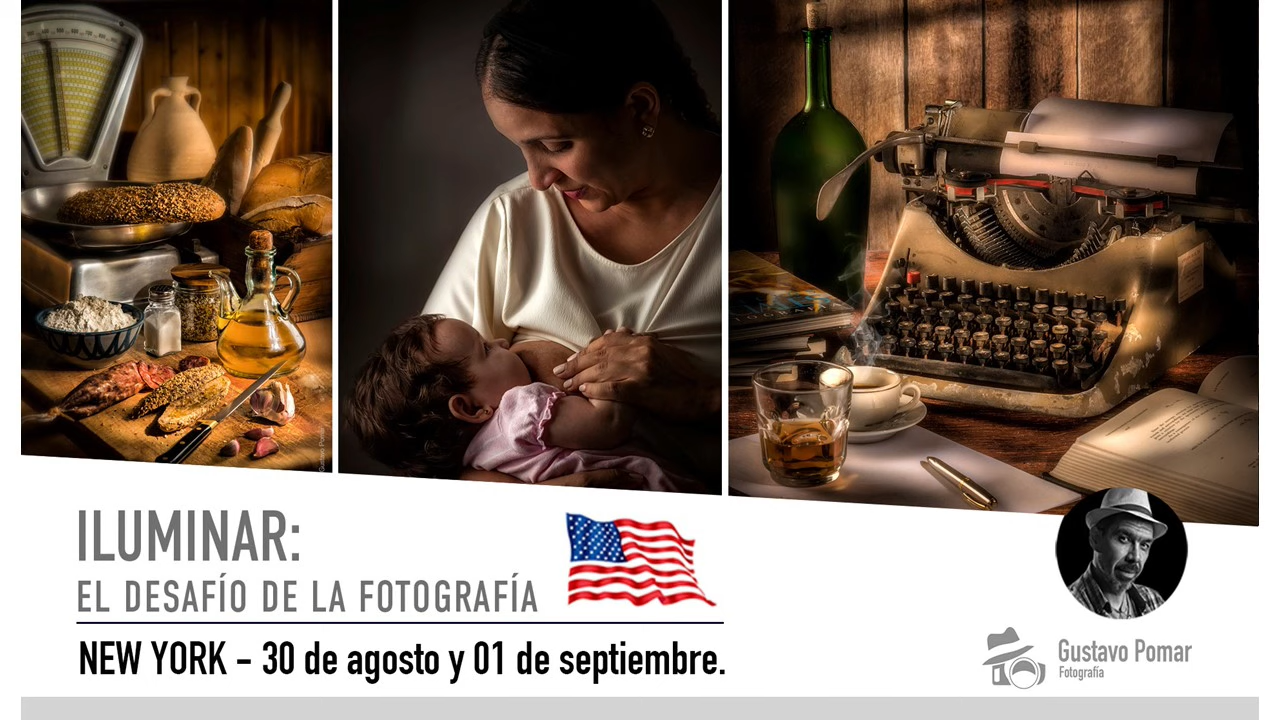 ILUMINAR:
EL DESAFÍO DE LA FOTOGRAFÍA
NEW YORK - 30 de agosto y 01 de septiembre.
Gustavo Pomar
Fotografía